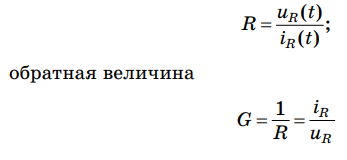 R = u_R(t) / i_R(t);
обратная величина
G = 1 / R = i_R / u_R